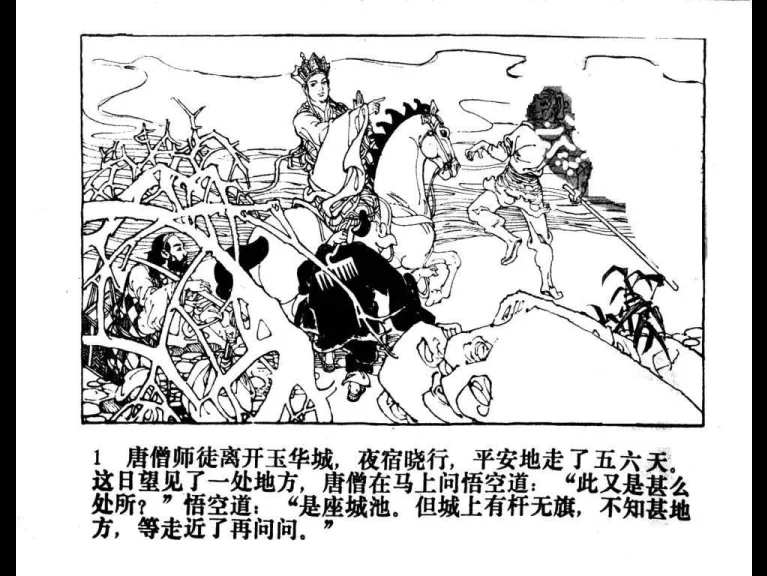 1 唐僧师徒离开玉华城，夜宿晓行，平安地走了五六天。
这日望见了一处地方，唐僧在马上问悟空道：“此又是甚么
处所？”悟空道：“是座城池。但城上有杆无旗，不知甚地
方，等走近了再问问。”